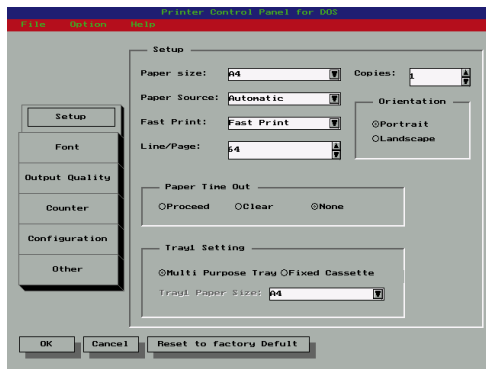 Printer Control Panel for DOS
File Option Help
Setup
Paper size: A4 Copies: 1
Paper Source: Automatic
Orientation
Setup
Fast Print: Fast Print
Portrait
Font
Line/Page: 64
Landscape
Output Quality
Paper Time Out
Counter
Proceed Clear None
Configuration
Tray1 Setting
Other
Multi Purpose Tray Fixed Cassette
Tray1 Paper Size: A4
OK Cancel Reset to factory Defult